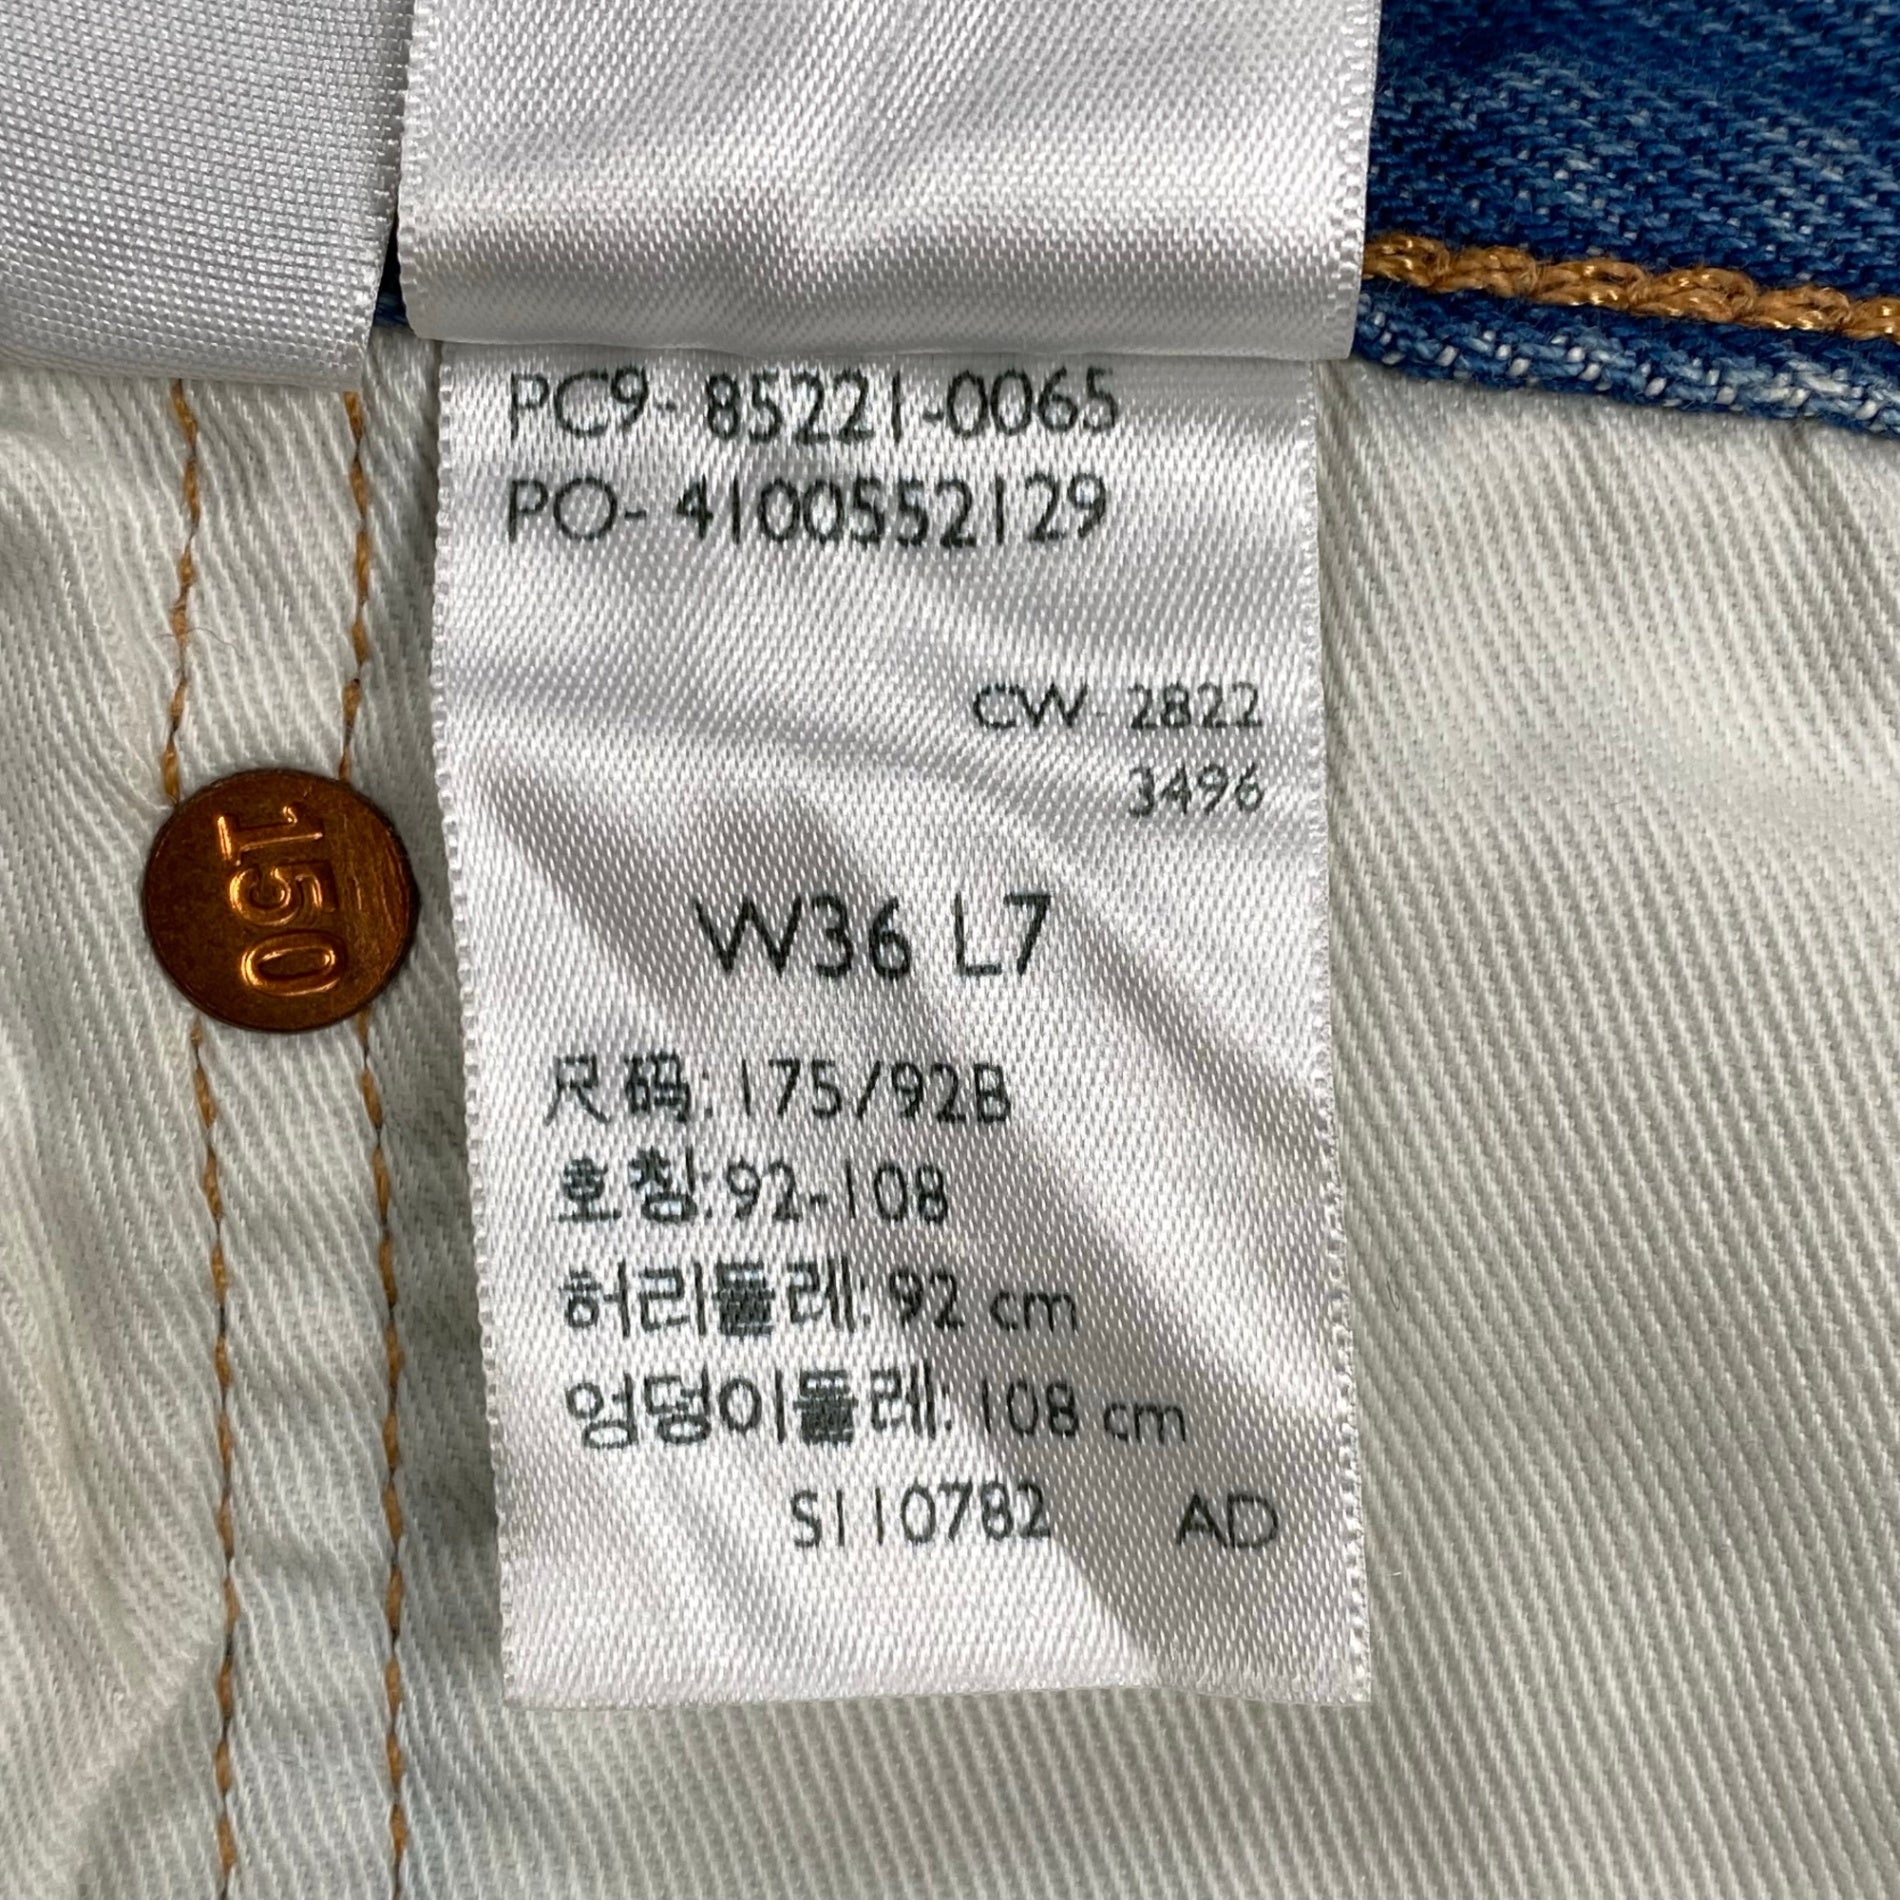 PC9- 85221-0065
PO- 4100552129
CW- 2822
3496
150
W36 L7
尺码: 175/92B
호칭: 92-108
허리둘레: 92 cm
엉덩이둘레: 108 cm
S110782 AD